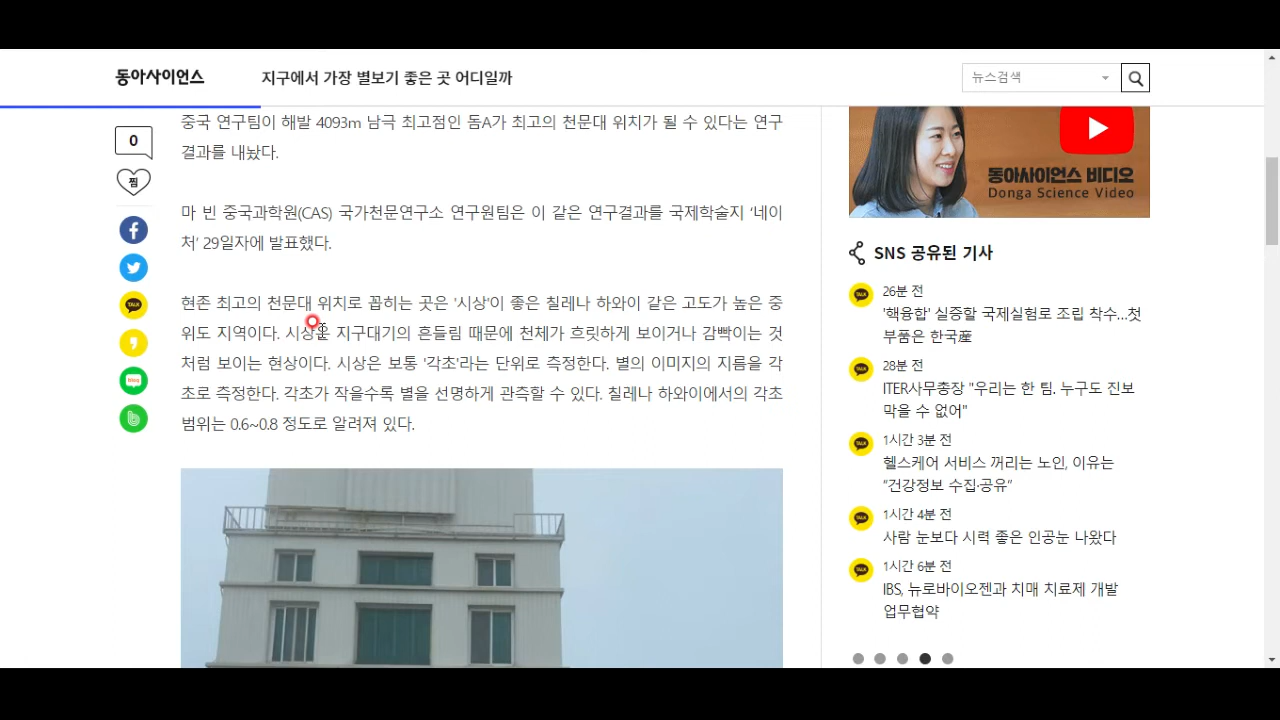 동아사이언스
지구에서 가장 별보기 좋은 곳 어디일까
뉴스검색
0
찜
중국 연구팀이 해발 4093m 남극 최고점인 돔A가 최고의 천문대 위치가 될 수 있다는 연구
결과를 내놨다.
마 빈 중국과학원(CAS) 국가천문연구소 연구원팀은 이 같은 연구결과를 국제학술지 ‘네이
처’ 29일자에 발표했다.
현존 최고의 천문대 위치로 꼽히는 곳은 '시상'이 좋은 칠레나 하와이 같은 고도가 높은 중
위도 지역이다. 시상은 지구대기의 흔들림 때문에 천체가 흐릿하게 보이거나 감빡이는 것
처럼 보이는 현상이다. 시상은 보통 '각초'라는 단위로 측정한다. 별의 이미지의 지름을 각
초로 측정한다. 각초가 작을수록 별을 선명하게 관측할 수 있다. 칠레나 하와이에서의 각초
범위는 0.6~0.8 정도로 알려져 있다.
TALK
blog
동아사이언스 비디오
Donga Science Video
SNS 공유된 기사
TALK
26분 전
'핵융합' 실증할 국제실험로 조립 착수…첫
부품은 한국産
TALK
28분 전
ITER사무총장 "우리는 한 팀. 누구도 진보
막을 수 없어"
TALK
1시간 3분 전
헬스케어 서비스 꺼리는 노인, 이유는
“건강정보 수집·공유”
TALK
1시간 4분 전
사람 눈보다 시력 좋은 인공눈 나왔다
TALK
1시간 6분 전
IBS, 뉴로바이오젠과 치매 치료제 개발
업무협약